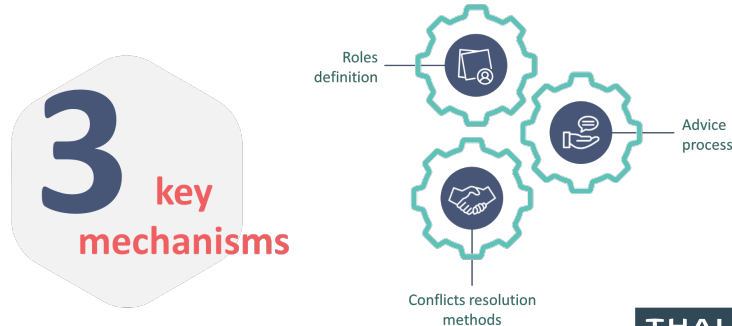 3
key
mechanisms
Roles
definition
Advice
process
Conflicts resolution
methods